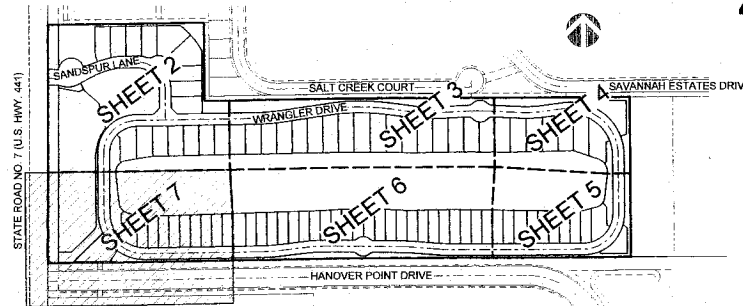 SANDSPUR LANE
SHEET 2
SALT CREEK COURT
SAVANNAH ESTATES DRIV
WRANGLER DRIVE
SHEET 3
SHEET 4
STATE ROAD NO. 7 (U.S. HWY. 441)
SHEET 7
SHEET 6
SHEET 5
HANOVER POINT DRIVE